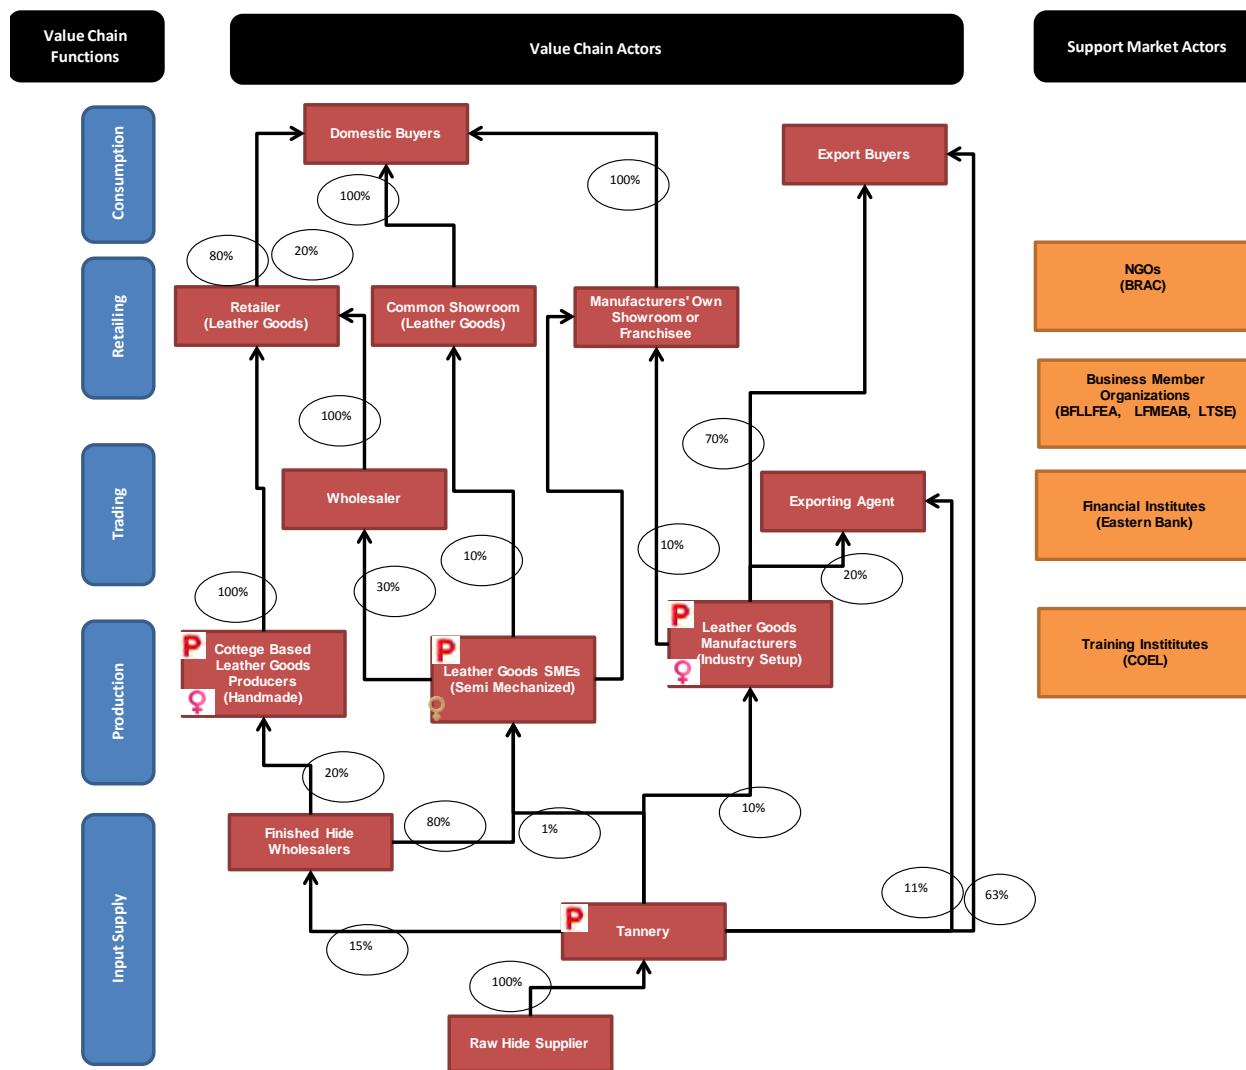 Value Chain
Functions
Value Chain Actors
Support Market Actors
Consumption
Domestic Buyers
Export Buyers
100%
100%
80%
20%
Retailing
Retailer
(Leather Goods)
Common Showroom
(Leather Goods)
Manufacturers' Own
Showroom or
Franchisee
NGOs
(BRAC)
Business Member
Organizations
(BFLLFEA, LFMEAB, LTSE)
100%
70%
Trading
Wholesaler
Exporting Agent
Financial Institutes
(Eastern Bank)
100%
30%
10%
10%
20%
Production
P
Cottege Based
Leather Goods
Producers
(Handmade)
P
Leather Goods SMEs
(Semi Mechanized)
P
Leather Goods
Manufacturers
(Industry Setup)
Training Instititutes
(COEL)
20%
80%
1%
10%
Input Supply
Finished Hide
Wholesalers
15%
P
Tannery
11%
63%
100%
Raw Hide Supplier